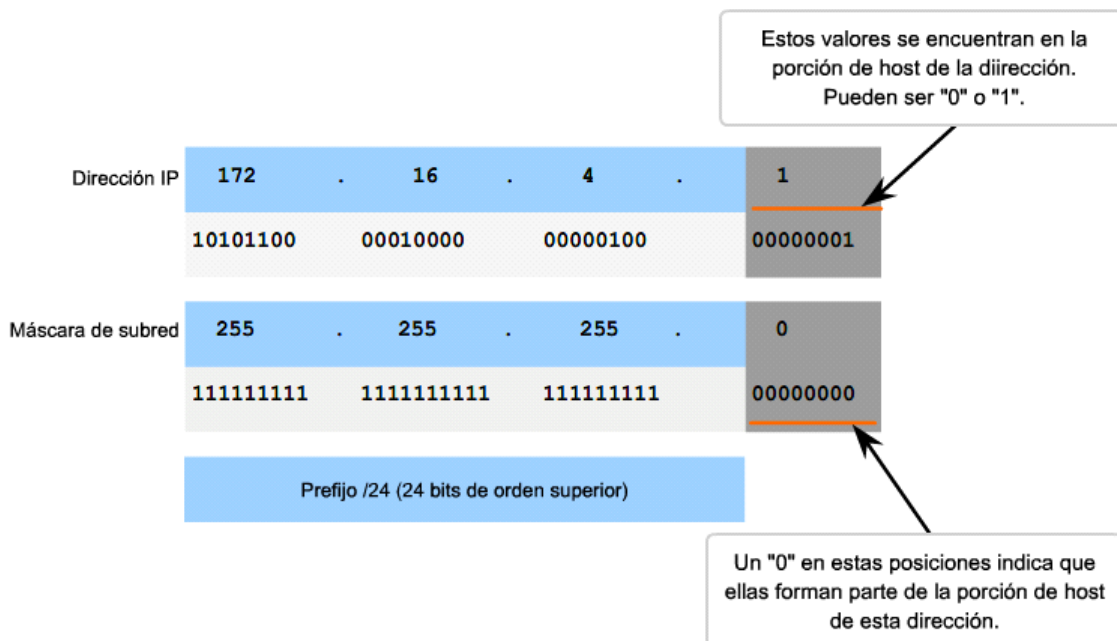 Estos valores se encuentran en la
porción de host de la diirección.
Pueden ser "0" o "1".
Dirección IP 172 . 16 . 4 . 1
10101100 00010000 00000100 00000001
Máscara de subred 255 . 255 . 255 . 0
111111111 1111111111 111111111 00000000
Prefijo /24 (24 bits de orden superior)
Un "0" en estas posiciones indica que
ellas forman parte de la porción de host
de esta dirección.